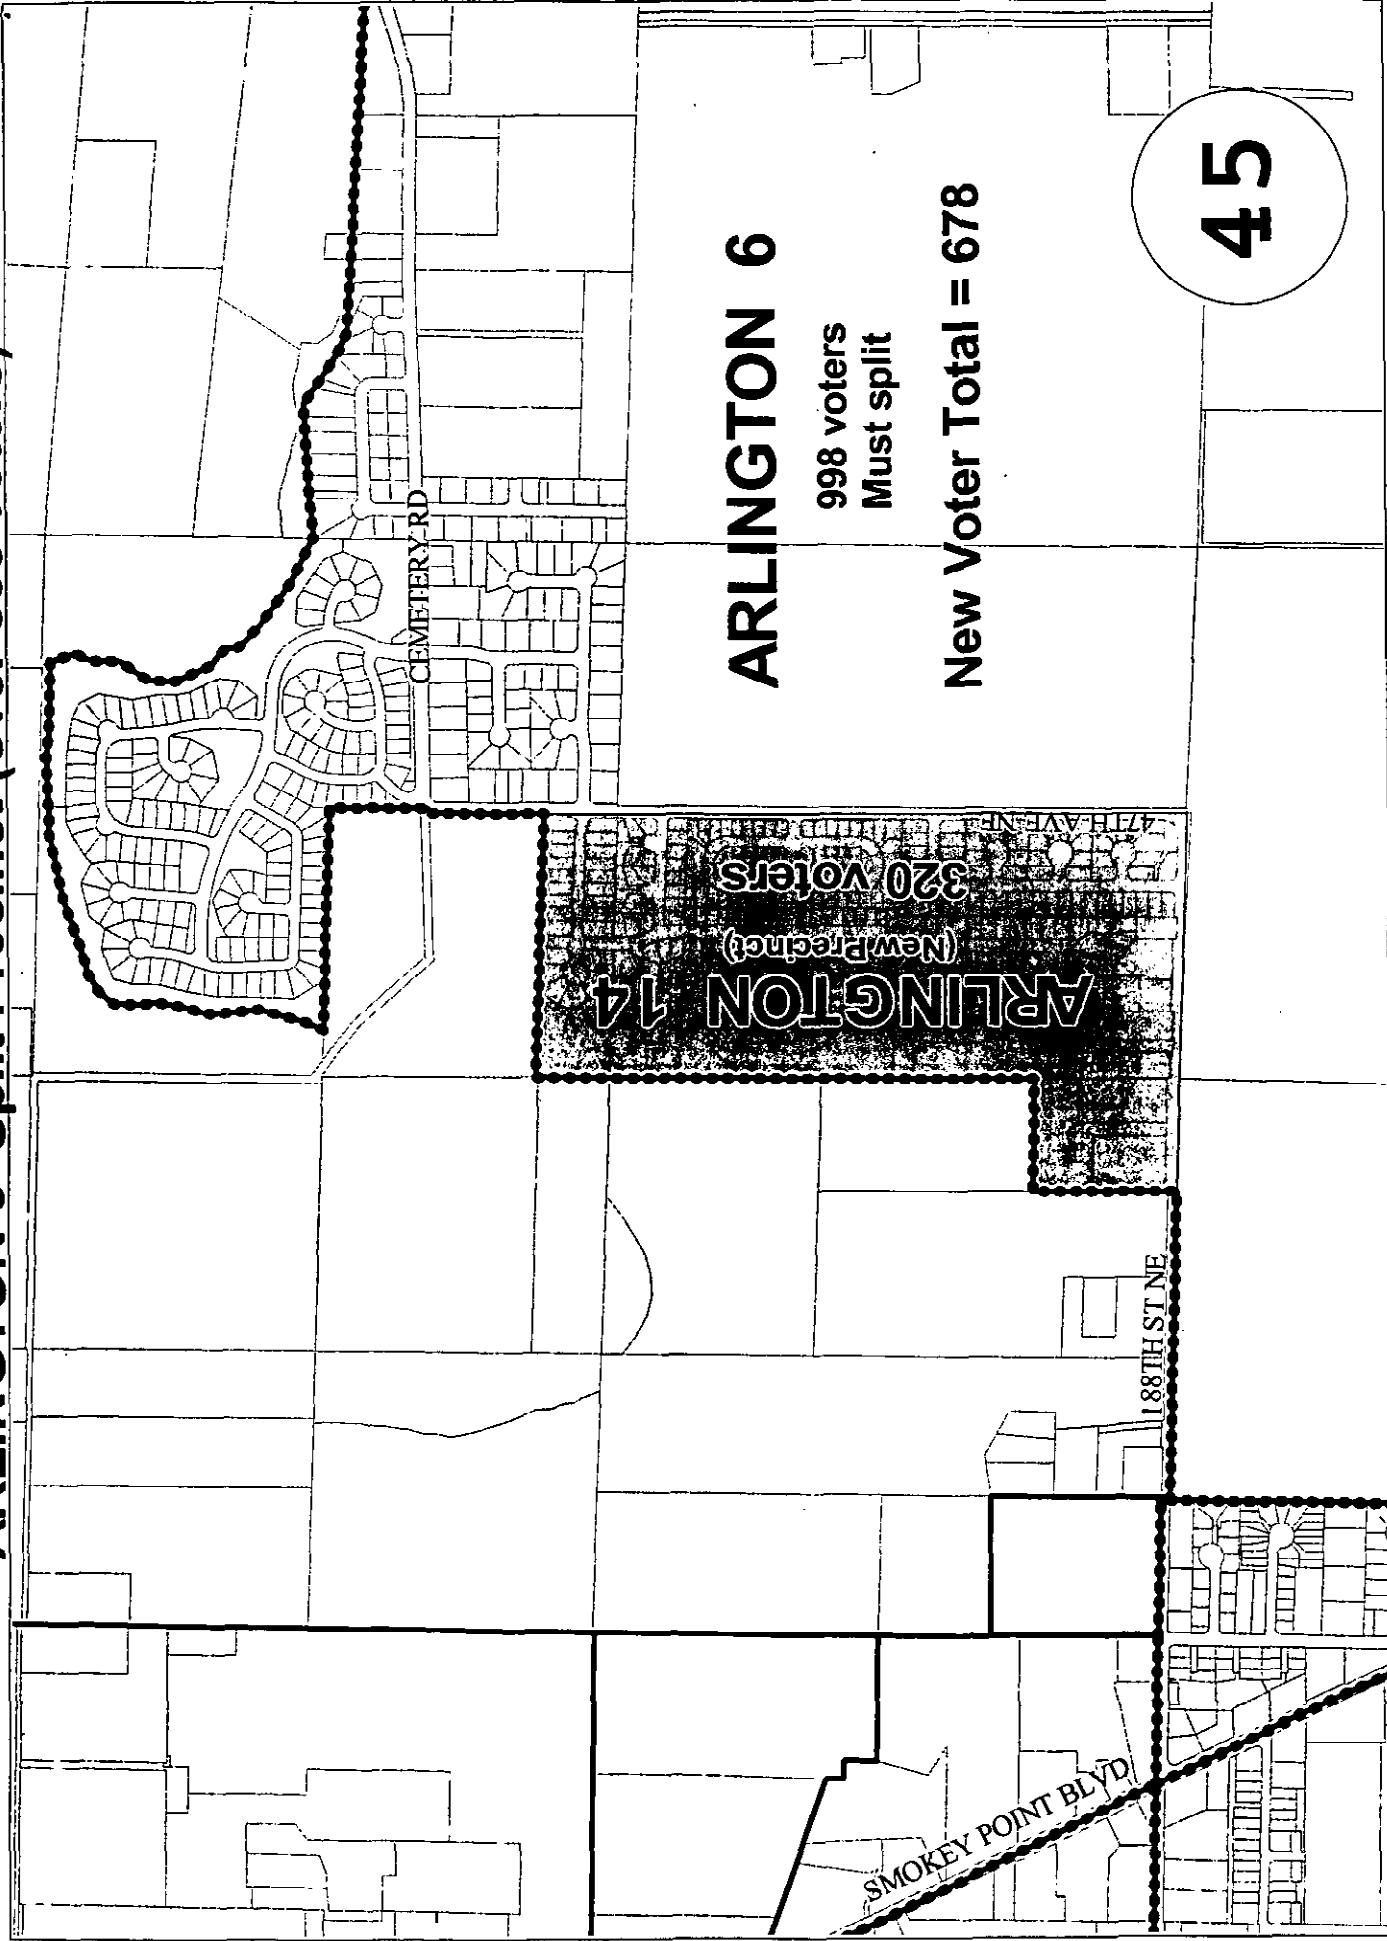 ARLINGTON 6
998 voters
Must split
New Voter Total = 678
45
CEMETERY RD
47TH AVE NE
ARLINGTON 14
(New Precinct)
320 voters
188TH ST NE
SMOKEY POINT BLVD